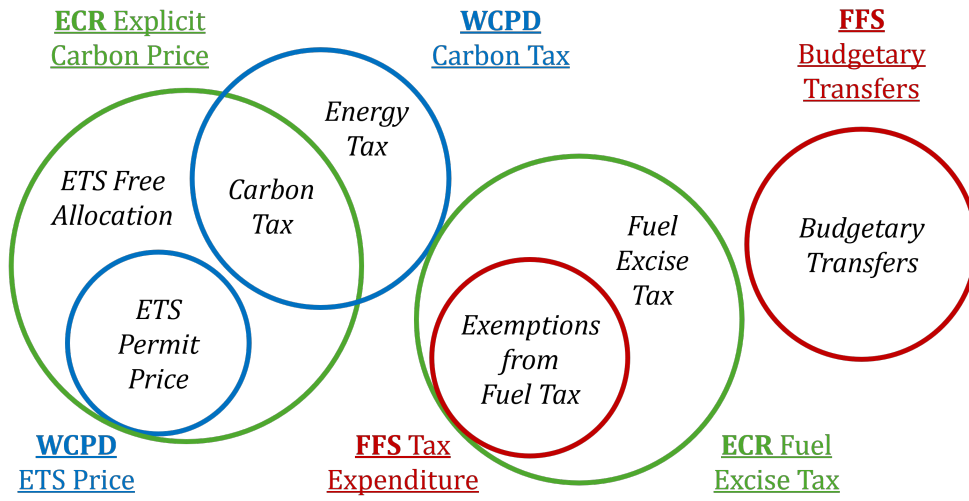 ECR Explicit
Carbon Price
WCPD
Carbon Tax
FFS
Budgetary
Transfers
Energy
Tax
ETS Free
Allocation
Carbon
Tax
Fuel
Excise
Tax
Budgetary
Transfers
ETS
Permit
Price
Exemptions
from
Fuel Tax
WCPD
ETS Price
FFS Tax
Expenditure
ECR Fuel
Excise Tax